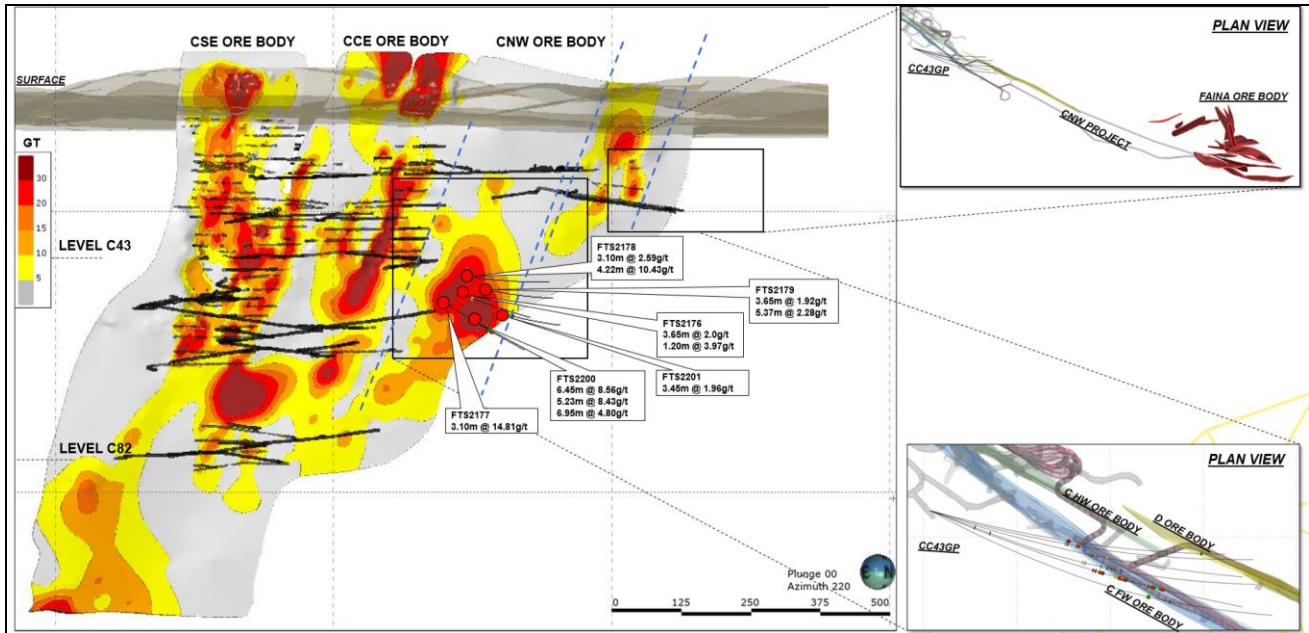 CSE ORE BODY
CCE ORE BODY
CNW ORE BODY
SURFACE
GT
30
20
15
10
5
LEVEL C43
LEVEL C82
FTS2178
3.10m @ 2.59g/t
4.22m @ 10.43g/t
FTS2179
3.65m @ 1.92g/t
5.37m @ 2.28g/t
FTS2176
3.65m @ 2.0g/t
1.20m @ 3.97g/t
FTS2201
3.45m @ 1.96g/t
FTS2200
6.45m @ 8.56g/t
5.23m @ 8.43g/t
6.95m @ 4.80g/t
FTS2177
3.10m @ 14.81g/t
Plunge 00
Azimuth 220
0 125 250 375 500
E N
PLAN VIEW
CC43GP
FAINA ORE BODY
CNW PROJECT
PLAN VIEW
C HW ORE BODY
D ORE BODY
CC43GP
C FW ORE BODY